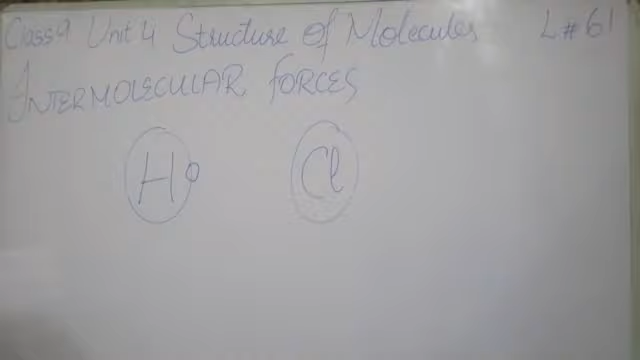 Class 9 Unit 4 Structure of Molecules L # 61
INTERMOLECULAR FORCES
H Cl